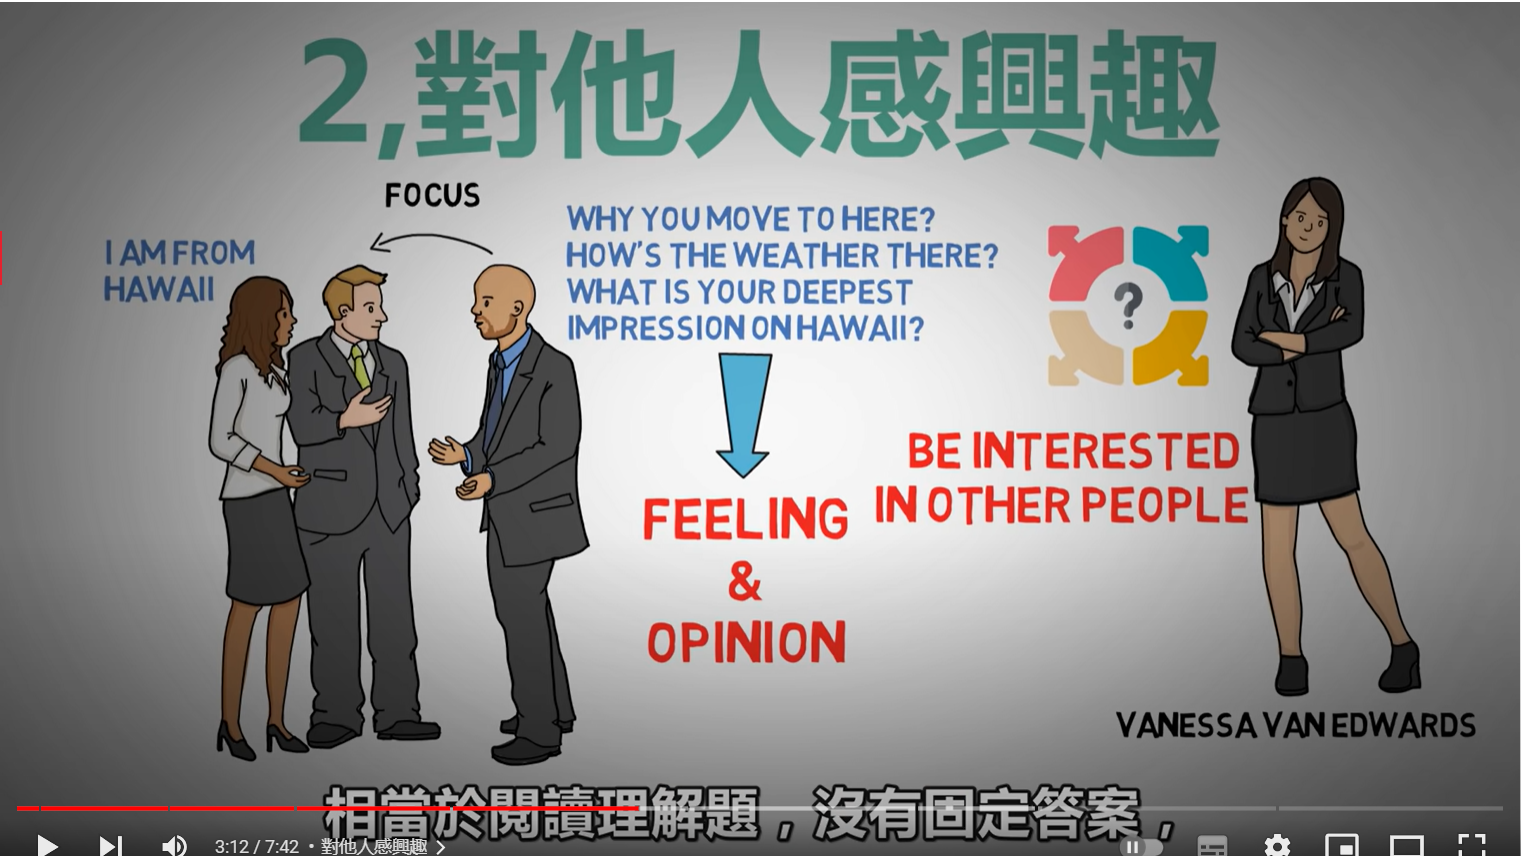 2,對他人感興趣
FOCUS
I AM FROM
HAWAII
WHY YOU MOVE TO HERE?
HOW'S THE WEATHER THERE?
WHAT IS YOUR DEEPEST
IMPRESSION ON HAWAII?
?
FEELING
&
OPINION
BE INTERESTED
IN OTHER PEOPLE
VANESSA VAN EDWARDS
相當於閱讀理解題，沒有固定答案，
3:12 / 7:42 • 對他人感興趣 >